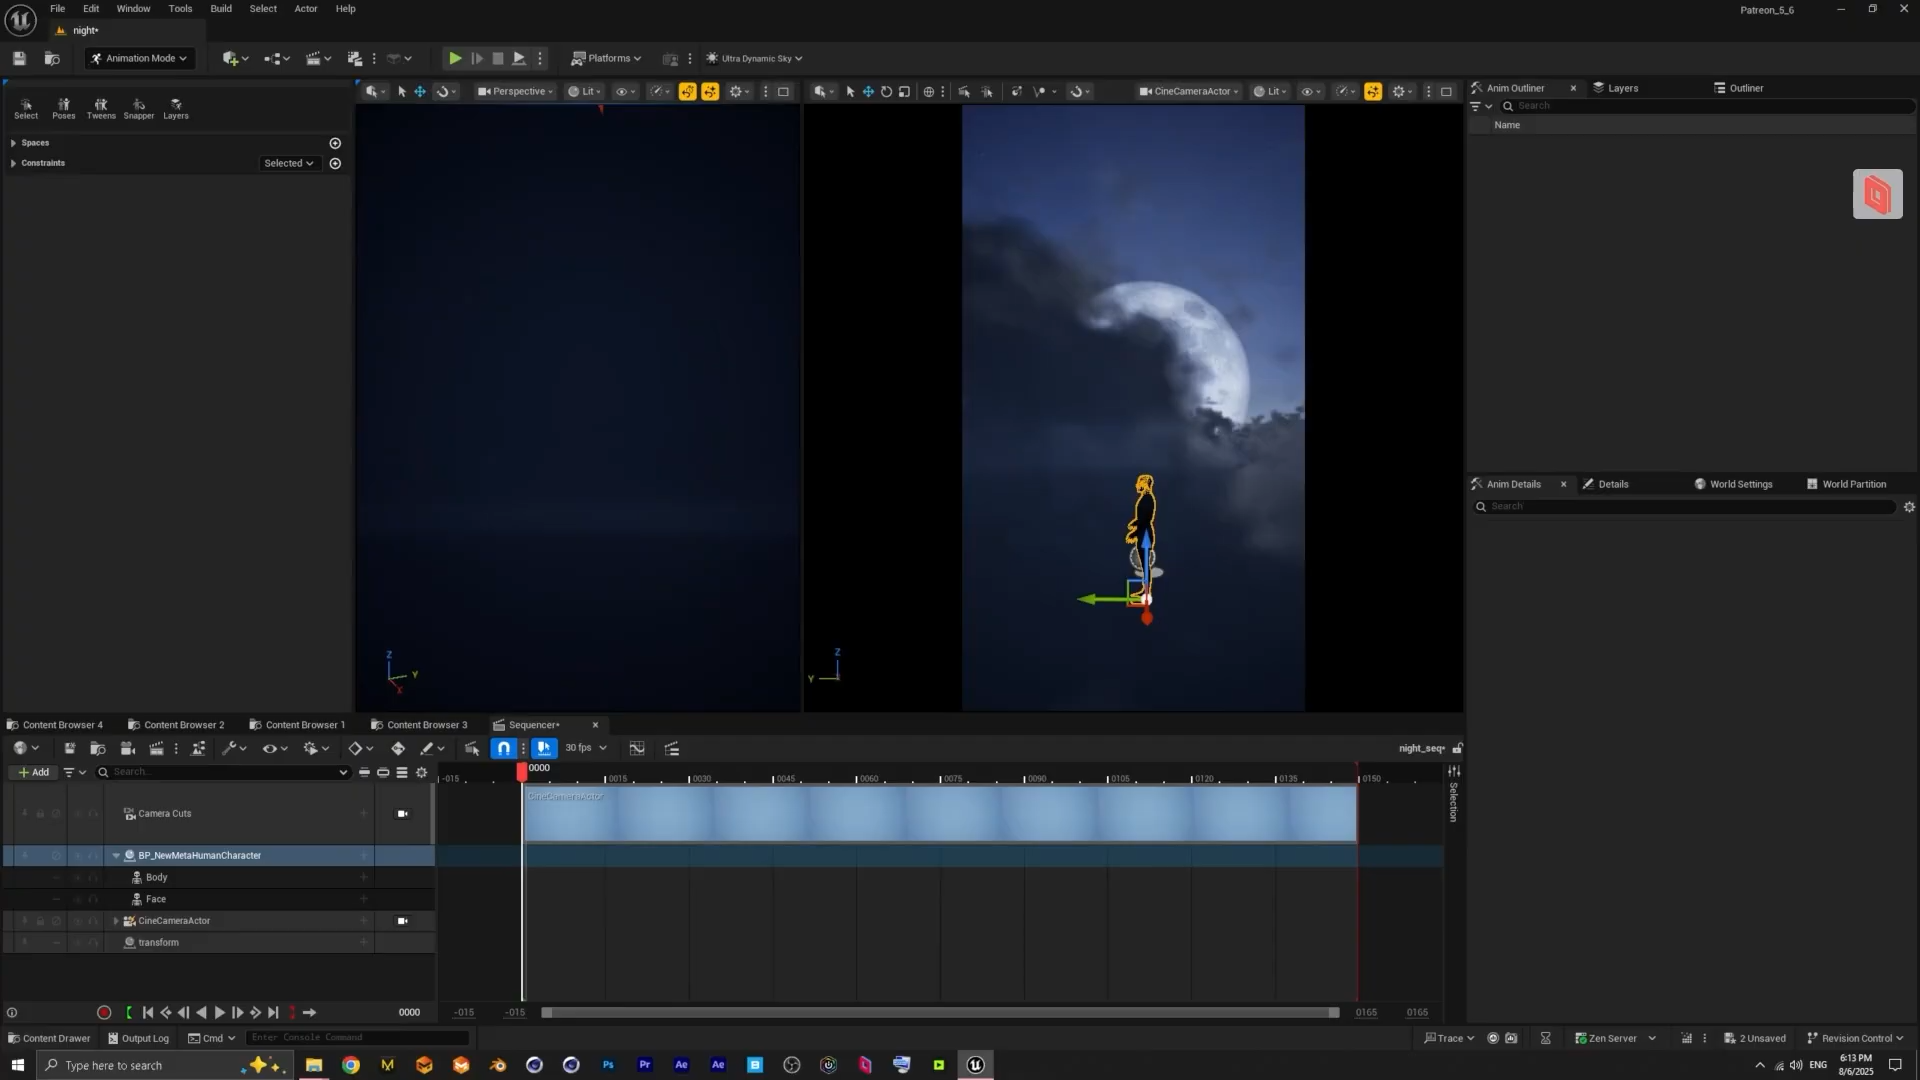 File Edit Window Tools Build Select Actor Help
Patreon_5_6
night*
Animation Mode
Platforms
Ultra Dynamic Sky
Perspective
Lit
CineCameraActor
Lit
Anim Outliner
Layers
Outliner
Search
Name
Select Poses Tweens Snapper Layers
Spaces
Constraints
Selected
Z
Y
X
Z
Y
Anim Details
Details
World Settings
World Partition
Search
Content Browser 4
Content Browser 2
Content Browser 1
Content Browser 3
Sequencer*
30 fps
night_seq*
Add
Search...
0000
-015 0015 0030 0045 0060 0075 0090 0105 0120 0135 0150
Selection
Camera Cuts
CineCameraActor
BP_NewMetaHumanCharacter
Body
Face
CineCameraActor
transform
0000
-015 -015 0165 0165
Content Drawer
Output Log
Cmd
Enter Console Command
Trace
Zen Server
2 Unsaved
Revision Control
Type here to search
Ps Pr Ae Ae
ENG
6:13 PM
8/6/2025